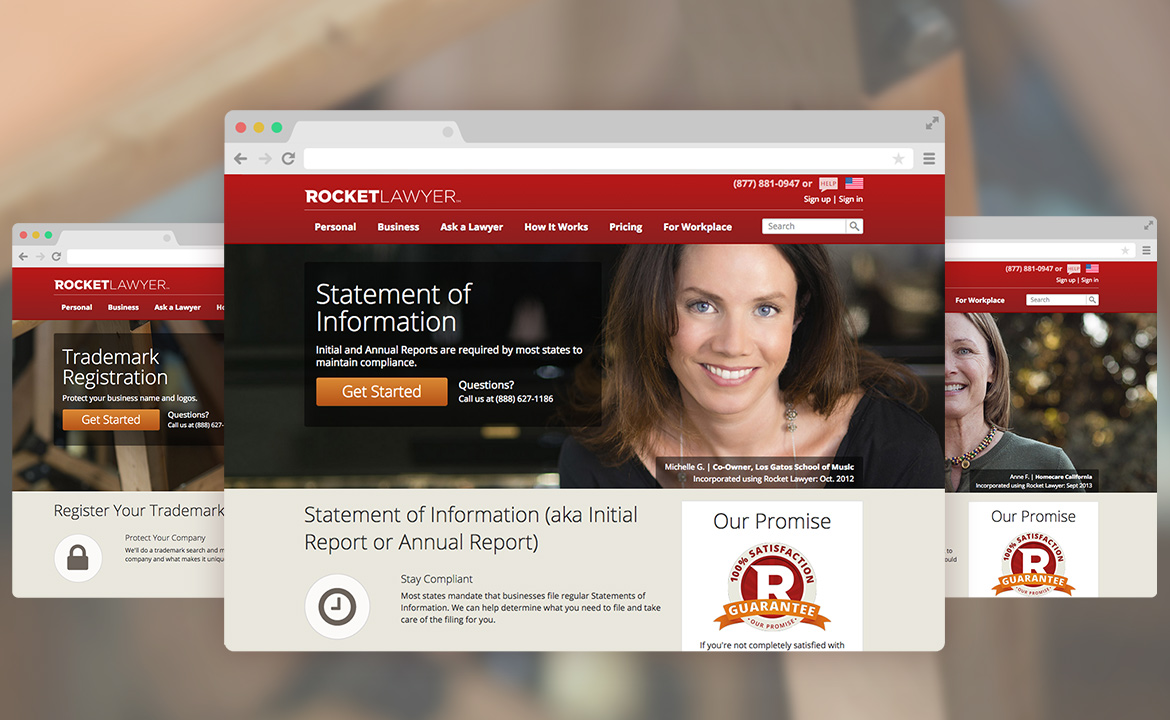 ROCKETLAWYER
Personal Business Ask a Lawyer
Trademark
Registration
Protect your business name and logos.
Get Started
Questions?
Call us at (888) 627-
Register Your Trademark
Protect Your Company
We'll do a trademark search and
company and what makes it
(877) 881-0947 or HELP
Sign up | Sign in
ROCKETLAWYER
Personal Business Ask a Lawyer How It Works Pricing For Workplace
Search
Statement of
Information
Initial and Annual Reports are required by most states to
maintain compliance.
Get Started
Questions?
Call us at (888) 627-1186
Michelle G. | Co-Owner, Los Gatos School of Music
Incorporated using Rocket Lawyer: Oct. 2012
Statement of Information (aka Initial
Report or Annual Report)
Stay Compliant
Most states mandate that businesses file regular Statements of
Information. We can help determine what you need to file and take
care of the filing for you.
Our Promise
100% SATISFACTION
R
GUARANTEE
OUR PROMISE
If you're not completely satisfied with
(877) 881-0947 or HELP
Sign up | Sign in
For Workplace
Search
Anne F. | Homecare California
Incorporated using Rocket Lawyer: Sept 2013
to
Our Promise
100% SATISFACTION
R
GUARANTEE
OUR PROMISE